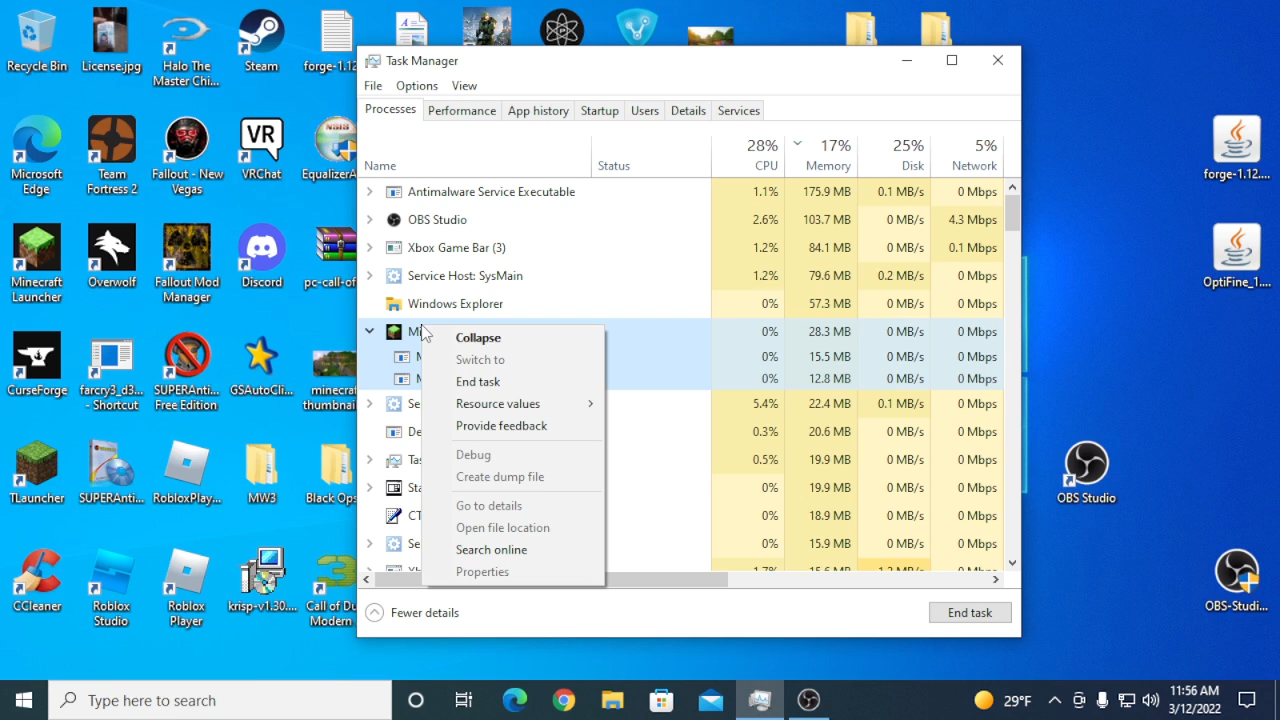 Recycle Bin
License.jpg
Halo The
Master Chi...
Steam
forge-1.12
Task Manager
File Options View
Processes Performance App history Startup Users Details Services
28% 17% 25% 5%
Name Status CPU Memory Disk Network
Antimalware Service Executable 1.1% 175.9 MB 0.1 MB/s 0 Mbps
OBS Studio 2.6% 103.7 MB 0 MB/s 4.3 Mbps
Xbox Game Bar (3) 1.2% 84.1 MB 0 MB/s 0.1 Mbps
Service Host: SysMain 1.2% 79.6 MB 0.2 MB/s 0 Mbps
Windows Explorer 0% 57.3 MB 0 MB/s 0 Mbps
0% 28.3 MB 0 MB/s 0 Mbps
0% 15.5 MB 0 MB/s 0 Mbps
0% 12.8 MB 0 MB/s 0 Mbps
Se 5.4% 22.4 MB 0.1 MB/s 0 Mbps
De 0.3% 20.6 MB 0 MB/s 0 Mbps
Tas 0.5% 19.9 MB 0 MB/s 0 Mbps
Sta 0% 19.9 MB 0 MB/s 0 Mbps
CT 0% 18.9 MB 0 MB/s 0 Mbps
Se 0% 15.9 MB 0 MB/s 0 Mbps
Collapse
Switch to
End task
Resource values
Provide feedback
Debug
Create dump file
Go to details
Open file location
Search online
Properties
Fewer details
End task
Microsoft
Edge
Team
Fortress 2
Fallout - New
Vegas
VR
VRChat
EqualizerA
Minecraft
Launcher
Overwolf
Fallout Mod
Manager
Discord
pc-call-of-
CurseForge
farcry3_d3...
- Shortcut
SUPERAnti...
Free Edition
GSAutoCli...
minecraft
thumbnai
TLauncher
SUPERAnti...
RobloxPlay...
MW3
Black Ops
CCleaner
Roblox
Studio
Roblox
Player
krisp-v1.30....
Call of Du
Modern
forge-1.12....
OptiFine_1....
OBS Studio
OBS-Studi...
Type here to search
29°F
11:56 AM
3/12/2022